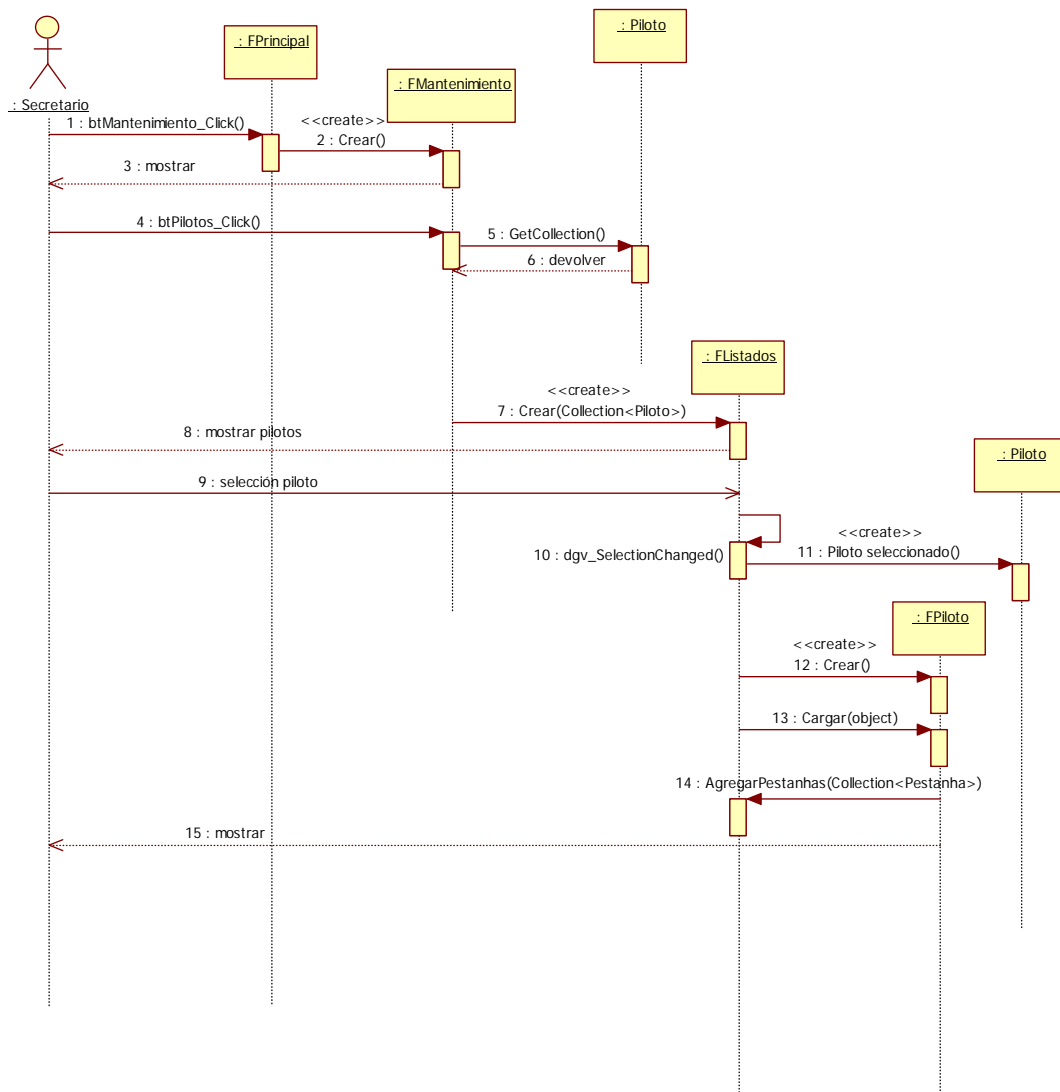 : Piloto
: FPrincipal
: FMantenimiento
: Secretario
1 : btMantenimiento_Click()
<<create>>
2 : Crear()
3 : mostrar
4 : btPilotos_Click()
5 : GetCollection()
6 : devolver
: FListados
<<create>>
7 : Crear(Collection<Piloto>)
8 : mostrar pilotos
: Piloto
9 : selección piloto
<<create>>
10 : dgv_SelectionChanged()
11 : Piloto seleccionado()
: FPiloto
<<create>>
12 : Crear()
13 : Cargar(object)
14 : AgregarPestanhas(Collection<Pestanha>)
15 : mostrar